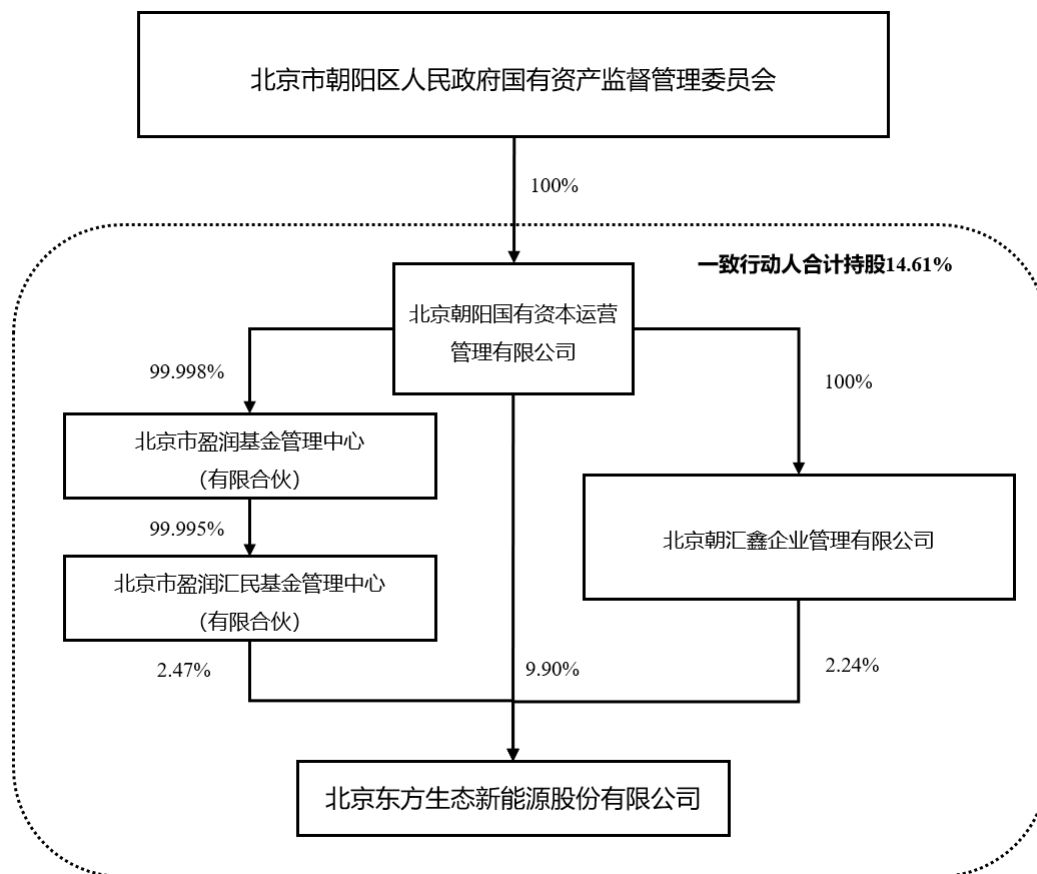 北京市朝阳区人民政府国有资产监督管理委员会
100%
一致行动人合计持股14.61%
北京朝阳国有资本运营
管理有限公司
99.998%
100%
北京市盈润基金管理中心
（有限合伙）
99.995%
北京朝汇鑫企业管理有限公司
北京市盈润汇民基金管理中心
（有限合伙）
2.47%
9.90%
2.24%
北京东方生态新能源股份有限公司